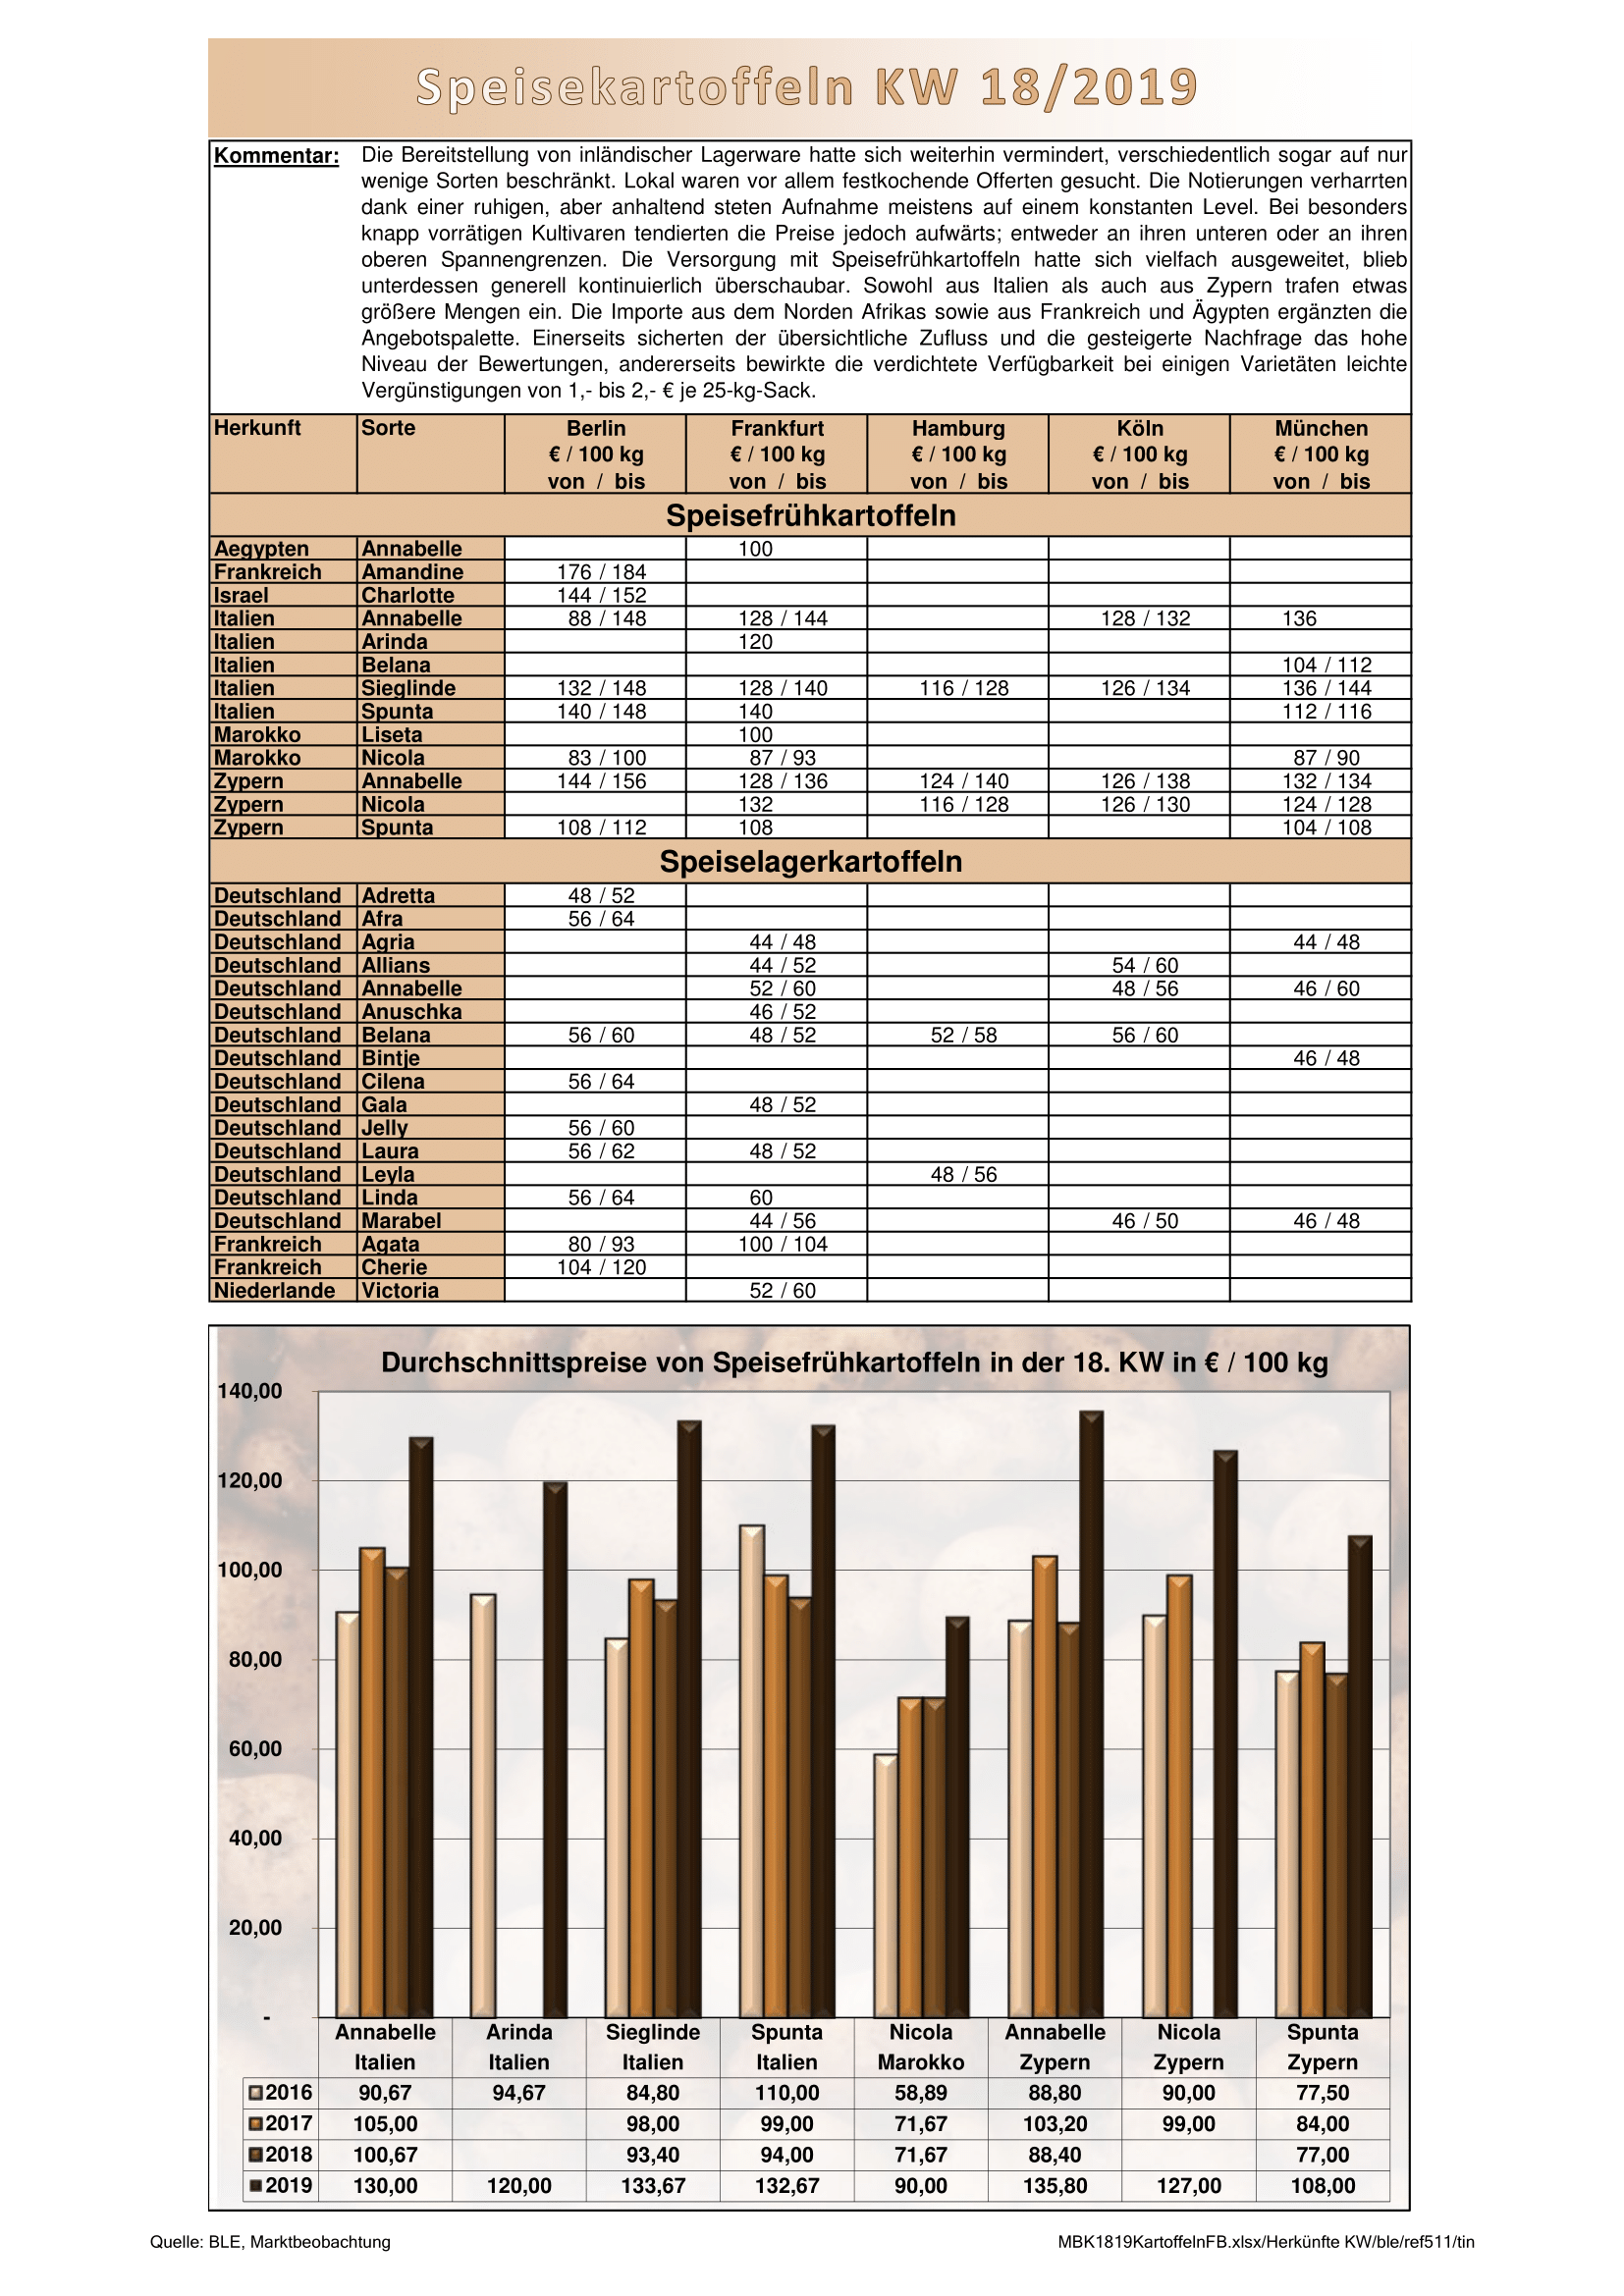 Speisekartoffeln KW 18/2019
Kommentar: Die Bereitstellung von inländischer Lagerware hatte sich weiterhin vermindert, verschiedentlich sogar auf nur
wenige Sorten beschränkt. Lokal waren vor allem festkochende Offerten gesucht. Die Notierungen verharrten
dank einer ruhigen, aber anhaltend steten Aufnahme meistens auf einem konstanten Level. Bei besonders
knapp vorrätigen Kultivaren tendierten die Preise jedoch aufwärts; entweder an ihren unteren oder an ihren
oberen Spannengrenzen. Die Versorgung mit Speisefrühkartoffeln hatte sich vielfach ausgeweitet, blieb
unterdessen generell kontinuierlich überschaubar. Sowohl aus Italien als auch aus Zypern trafen etwas
größere Mengen ein. Die Importe aus dem Norden Afrikas sowie aus Frankreich und Ägypten ergänzten die
Angebotspalette. Einerseits sicherten der übersichtliche Zufluss und die gesteigerte Nachfrage das hohe
Niveau der Bewertungen, andererseits bewirkte die verdichtete Verfügbarkeit bei einigen Varietäten leichte
Vergünstigungen von 1,- bis 2,- € je 25-kg-Sack.
Herkunft Sorte Berlin Frankfurt Hamburg Köln München
€ / 100 kg € / 100 kg € / 100 kg € / 100 kg € / 100 kg
von / bis von / bis von / bis von / bis von / bis
Speisefrühkartoffeln
Aegypten Annabelle 100
Frankreich Amandine 176 / 184
Israel Charlotte 144 / 152
Italien Annabelle 88 / 148 128 / 144 128 / 132 136
Italien Arinda 120
Italien Belana 104 / 112
Italien Sieglinde 132 / 148 128 / 140 116 / 128 126 / 134 136 / 144
Italien Spunta 140 / 148 140 112 / 116
Marokko Liseta 100
Marokko Nicola 83 / 100 87 / 93 87 / 90
Zypern Annabelle 144 / 156 128 / 136 124 / 140 126 / 138 132 / 134
Zypern Nicola 132 116 / 128 126 / 130 124 / 128
Zypern Spunta 108 / 112 108 104 / 108
Speiselagerkartoffeln
Deutschland Adretta 48 / 52
Deutschland Afra 56 / 64
Deutschland Agria 44 / 48 44 / 48
Deutschland Allians 44 / 52 54 / 60
Deutschland Annabelle 52 / 60 48 / 56 46 / 60
Deutschland Anuschka 46 / 52
Deutschland Belana 56 / 60 48 / 52 52 / 58 56 / 60
Deutschland Bintje 46 / 48
Deutschland Cilena 56 / 64
Deutschland Gala 48 / 52
Deutschland Jelly 56 / 60
Deutschland Laura 56 / 62 48 / 52
Deutschland Leyla 48 / 56
Deutschland Linda 56 / 64 60
Deutschland Marabel 44 / 56 46 / 50 46 / 48
Frankreich Agata 80 / 93 100 / 104
Frankreich Cherie 104 / 120
Niederlande Victoria 52 / 60
Durchschnittspreise von Speisefrühkartoffeln in der 18. KW in € / 100 kg
140,00
120,00
100,00
80,00
60,00
40,00
20,00
-
Annabelle Arinda Sieglinde Spunta Nicola Annabelle Nicola Spunta
Italien Italien Italien Italien Marokko Zypern Zypern Zypern
2016 90,67 94,67 84,80 110,00 58,89 88,80 90,00 77,50
2017 105,00 98,00 99,00 71,67 103,20 99,00 84,00
2018 100,67 93,40 94,00 71,67 88,40 77,00
2019 130,00 120,00 133,67 132,67 90,00 135,80 127,00 108,00
Quelle: BLE, Marktbeobachtung MBK1819KartoffelnFB.xlsx/Herkünfte KW/ble/ref511/tin